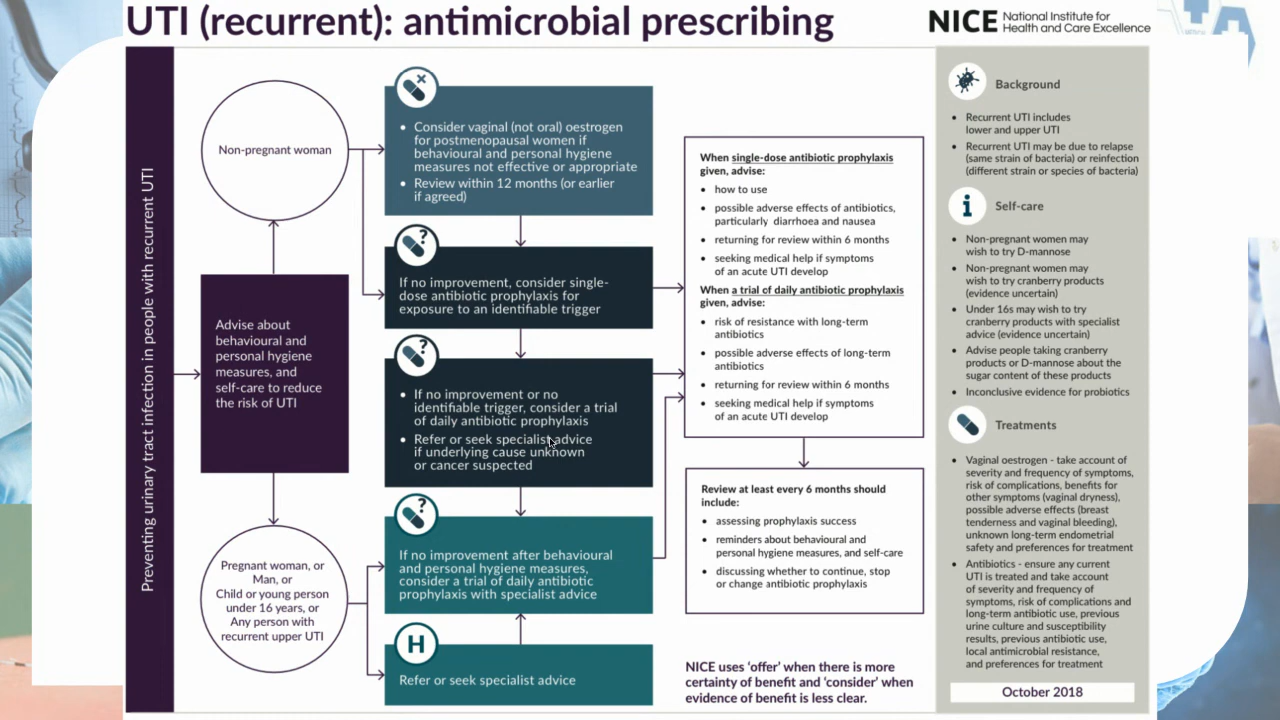 UTI (recurrent): antimicrobial prescribing
NICE National Institute for
Health and Care Excellence
Preventing urinary tract infection in people with recurrent UTI
Non-pregnant woman
Advise about
behavioural and
personal hygiene
measures, and
self-care to reduce
the risk of UTI
Pregnant woman, or
Man, or
Child or young person
under 16 years, or
Any person with
recurrent upper UTI
• Consider vaginal (not oral) oestrogen
for postmenopausal women if
behavioural and personal hygiene
measures not effective or appropriate
• Review within 12 months (or earlier
if agreed)
?
If no improvement, consider single-
dose antibiotic prophylaxis for
exposure to an identifiable trigger
?
• If no improvement or no
identifiable trigger, consider a trial
of daily antibiotic prophylaxis
• Refer or seek specialist advice
if underlying cause unknown
or cancer suspected
?
If no improvement after behavioural
and personal hygiene measures,
consider a trial of daily antibiotic
prophylaxis with specialist advice
H
Refer or seek specialist advice
When single-dose antibiotic prophylaxis
given, advise:
• how to use
• possible adverse effects of antibiotics,
particularly diarrhoea and nausea
• returning for review within 6 months
• seeking medical help if symptoms
of an acute UTI develop
When a trial of daily antibiotic prophylaxis
given, advise:
• risk of resistance with long-term
antibiotics
• possible adverse effects of long-term
antibiotics
• returning for review within 6 months
• seeking medical help if symptoms
of an acute UTI develop
Review at least every 6 months should
include:
• assessing prophylaxis success
• reminders about behavioural and
personal hygiene measures, and self-care
• discussing whether to continue, stop
or change antibiotic prophylaxis
NICE uses ‘offer’ when there is more
certainty of benefit and ‘consider’ when
evidence of benefit is less clear.
Background
• Recurrent UTI includes
lower and upper UTI
• Recurrent UTI may be due to relapse
(same strain of bacteria) or reinfection
(different strain or species of bacteria)
i
Self-care
• Non-pregnant women may
wish to try D-mannose
• Non-pregnant women may
wish to try cranberry products
(evidence uncertain)
• Under 16s may wish to try
cranberry products with specialist
advice (evidence uncertain)
• Advise people taking cranberry
products or D-mannose about the
sugar content of these products
• Inconclusive evidence for probiotics
Treatments
• Vaginal oestrogen - take account of
severity and frequency of symptoms,
risk of complications, benefits for
other symptoms (vaginal dryness),
possible adverse effects (breast
tenderness and vaginal bleeding),
unknown long-term endometrial
safety and preferences for treatment
• Antibiotics - ensure any current
UTI is treated and take account
of severity and frequency of
symptoms, risk of complications and
long-term antibiotic use, previous
urine culture and susceptibility
results, previous antibiotic use,
local antimicrobial resistance,
and preferences for treatment
October 2018